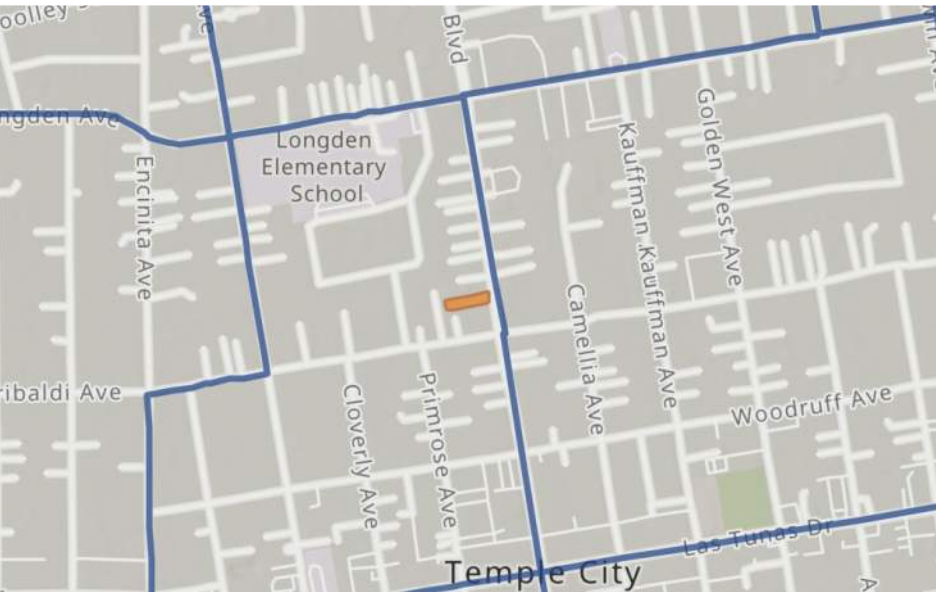 Blvd
Longden
Elementary
School
Encinita Ave
Kauffman
Kauffman Ave
Golden West Ave
Camellia Ave
Cloverly Ave
Primrose Ave
Woodruff Ave
ribaldi Ave
ngden Ave
oolley
ve
Las Tunas Dr
Temple City
A